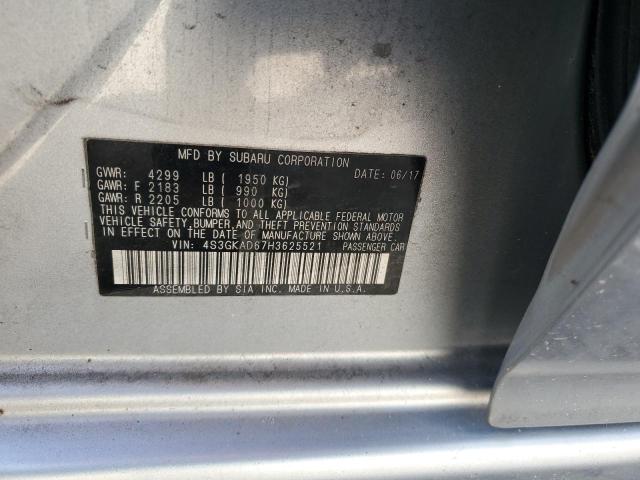 MFD BY SUBARU CORPORATION
GVWR: 4299 LB ( 1950 KG) DATE: 06/17
GAWR: F 2183 LB ( 990 KG)
GAWR: R 2205 LB ( 1000 KG)
THIS VEHICLE CONFORMS TO ALL APPLICABLE FEDERAL MOTOR
VEHICLE SAFETY, BUMPER, AND THEFT PREVENTION STANDARDS
IN EFFECT ON THE DATE OF MANUFACTURE SHOWN ABOVE.
VIN: 4S3GKAD67H3625521 PASSENGER CAR
ASSEMBLED BY SIA INC. MADE IN U.S.A.